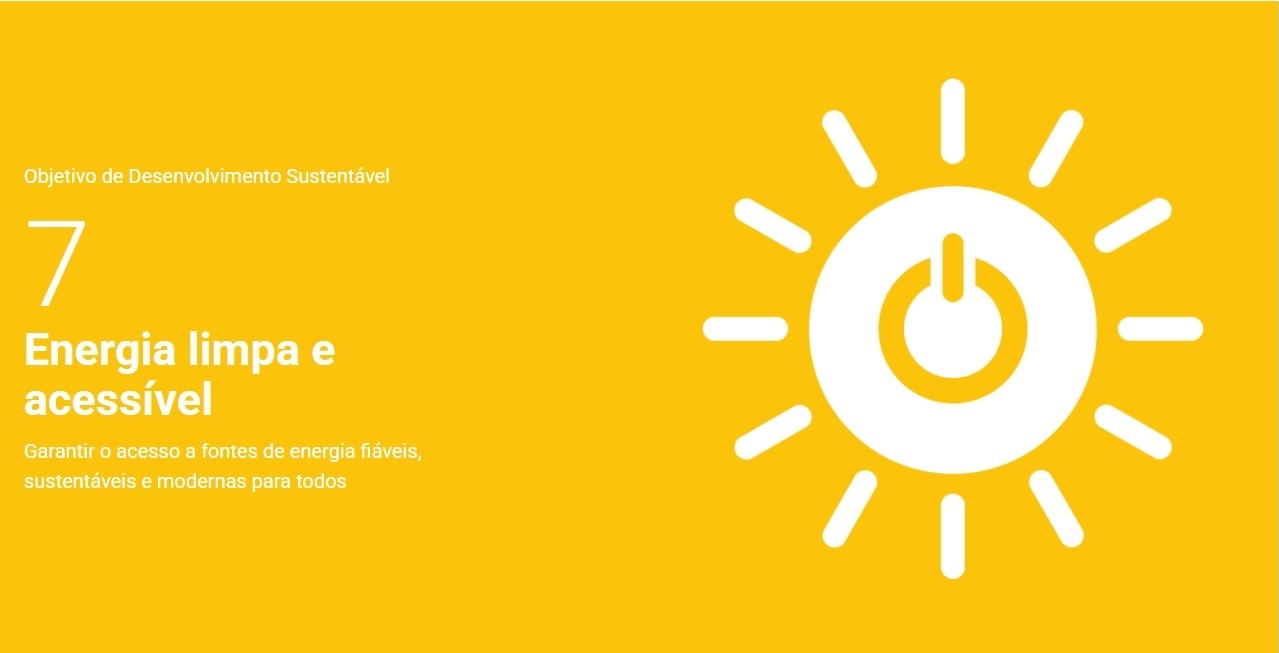 Objetivo de Desenvolvimento Sustentável
7
Energia limpa e
acessível
Garantir o acesso a fontes de energia fiáveis,
sustentáveis e modernas para todos